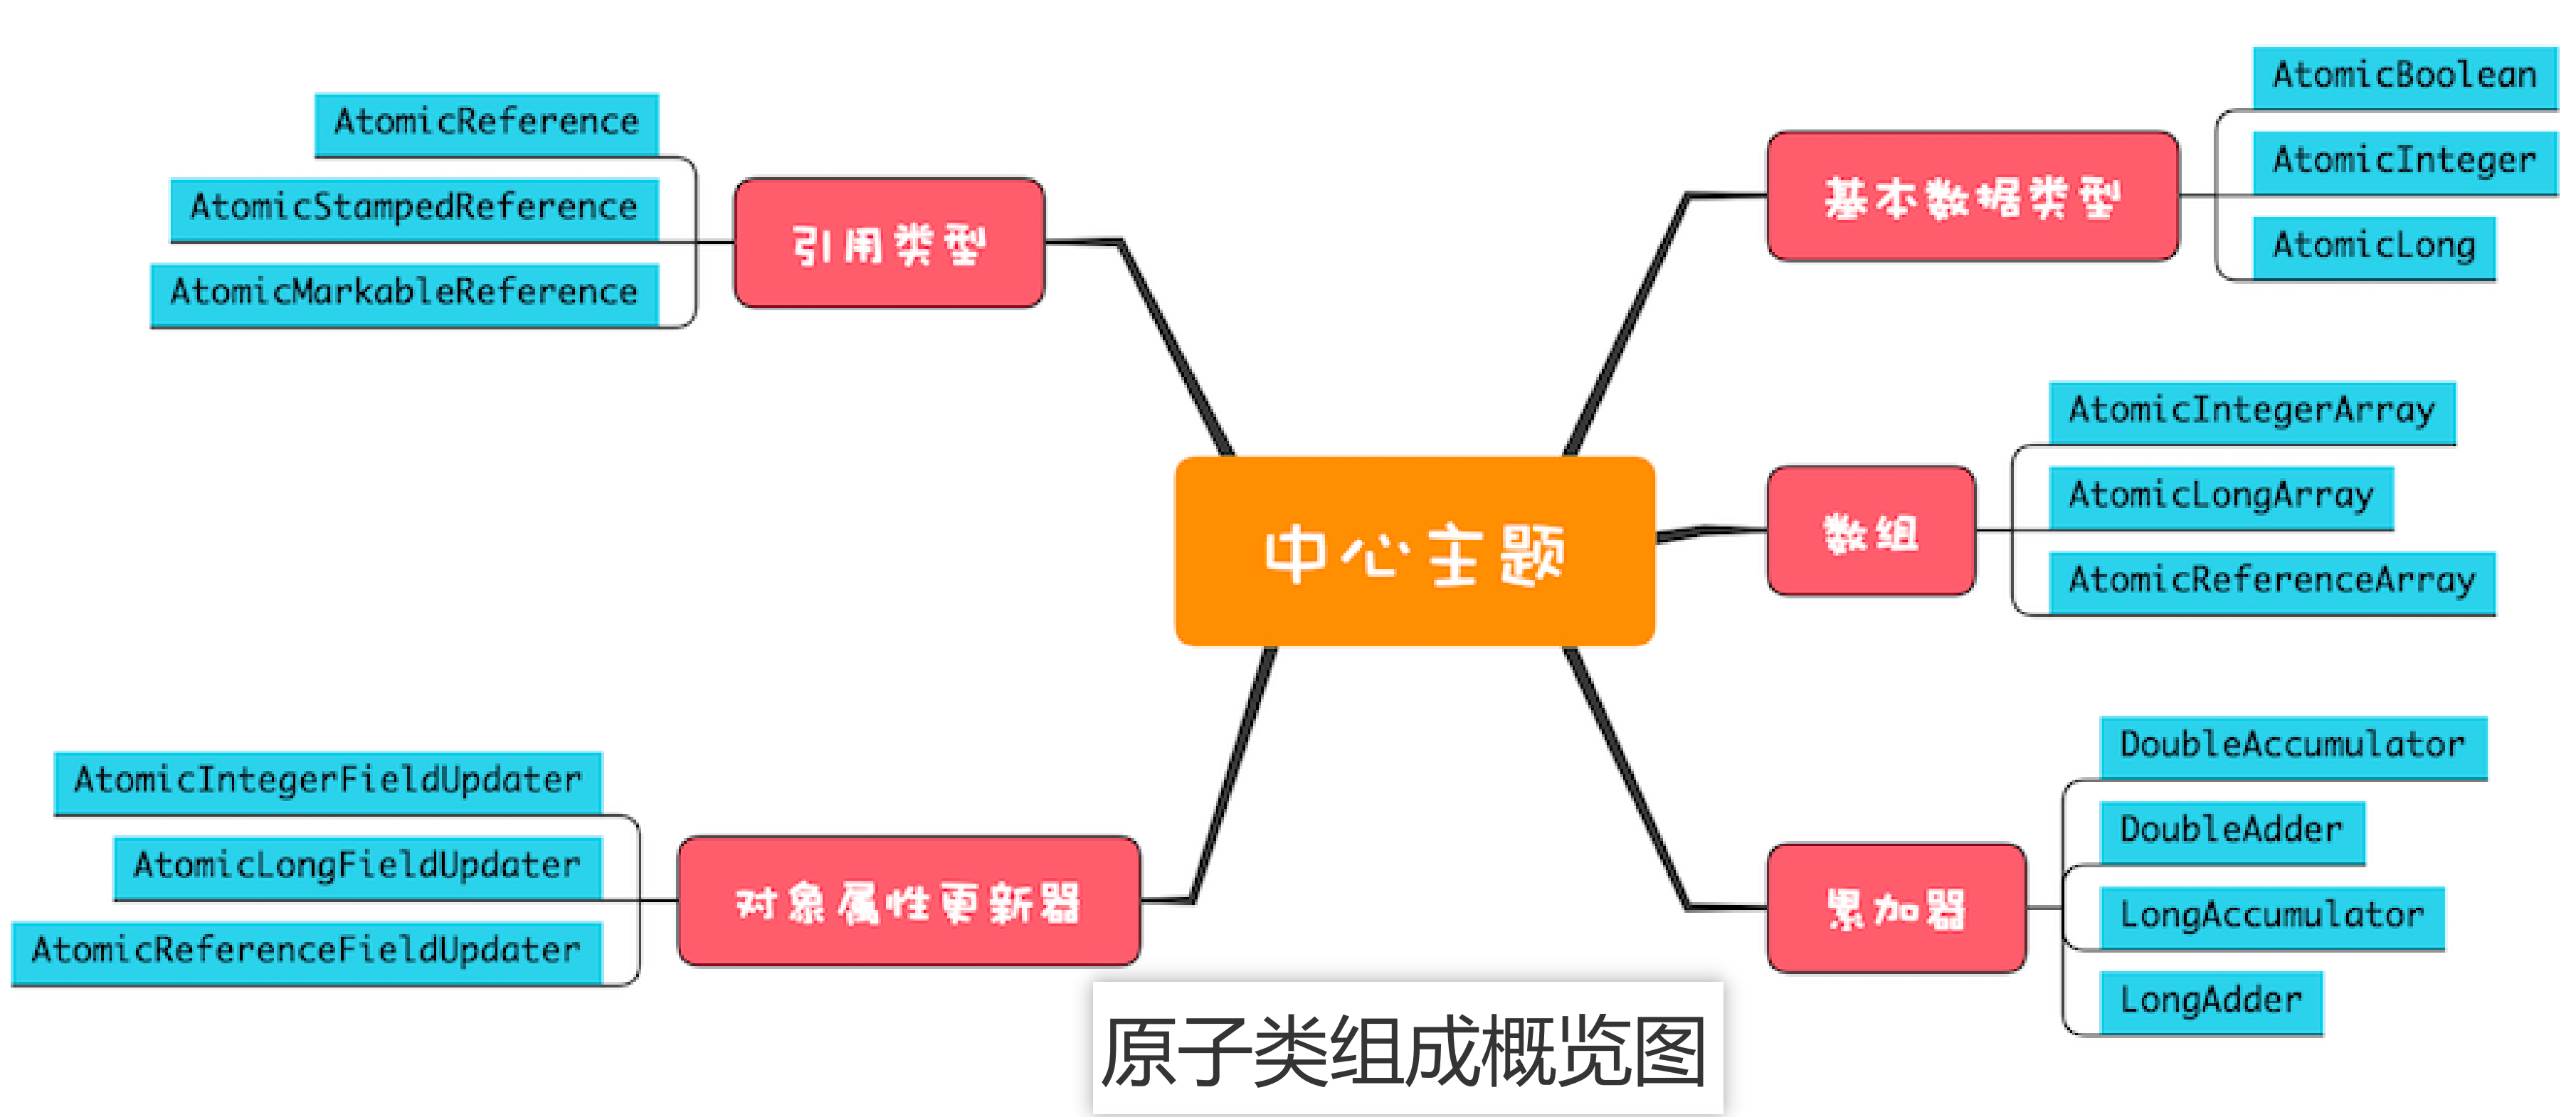 AtomicReference
AtomicStampedReference
AtomicMarkableReference
引用类型
AtomicIntegerFieldUpdater
AtomicLongFieldUpdater
AtomicReferenceFieldUpdater
对象属性更新器
中心主题
基本数据类型
AtomicBoolean
AtomicInteger
AtomicLong
数组
AtomicIntegerArray
AtomicLongArray
AtomicReferenceArray
累加器
DoubleAccumulator
DoubleAdder
LongAccumulator
LongAdder
原子类组成概览图